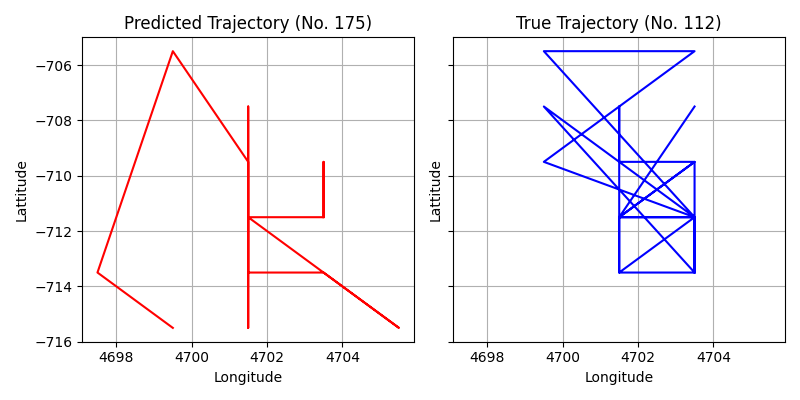 Predicted Trajectory (No. 175)
True Trajectory (No. 112)
−706
−708
−710
−712
−714
−716
Lattitude
Lattitude
4698 4700 4702 4704
4698 4700 4702 4704
Longitude
Longitude